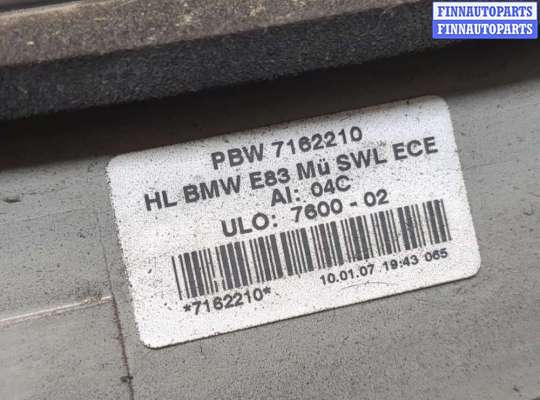 FINNAUTOPARTS
FINNAUTOPARTS
PBW 7162210
HL BMW E83 Mü SWL ECE
AI: 04C
ULO: 7600 - 02
*7162210*
10.01.07 19:43 065